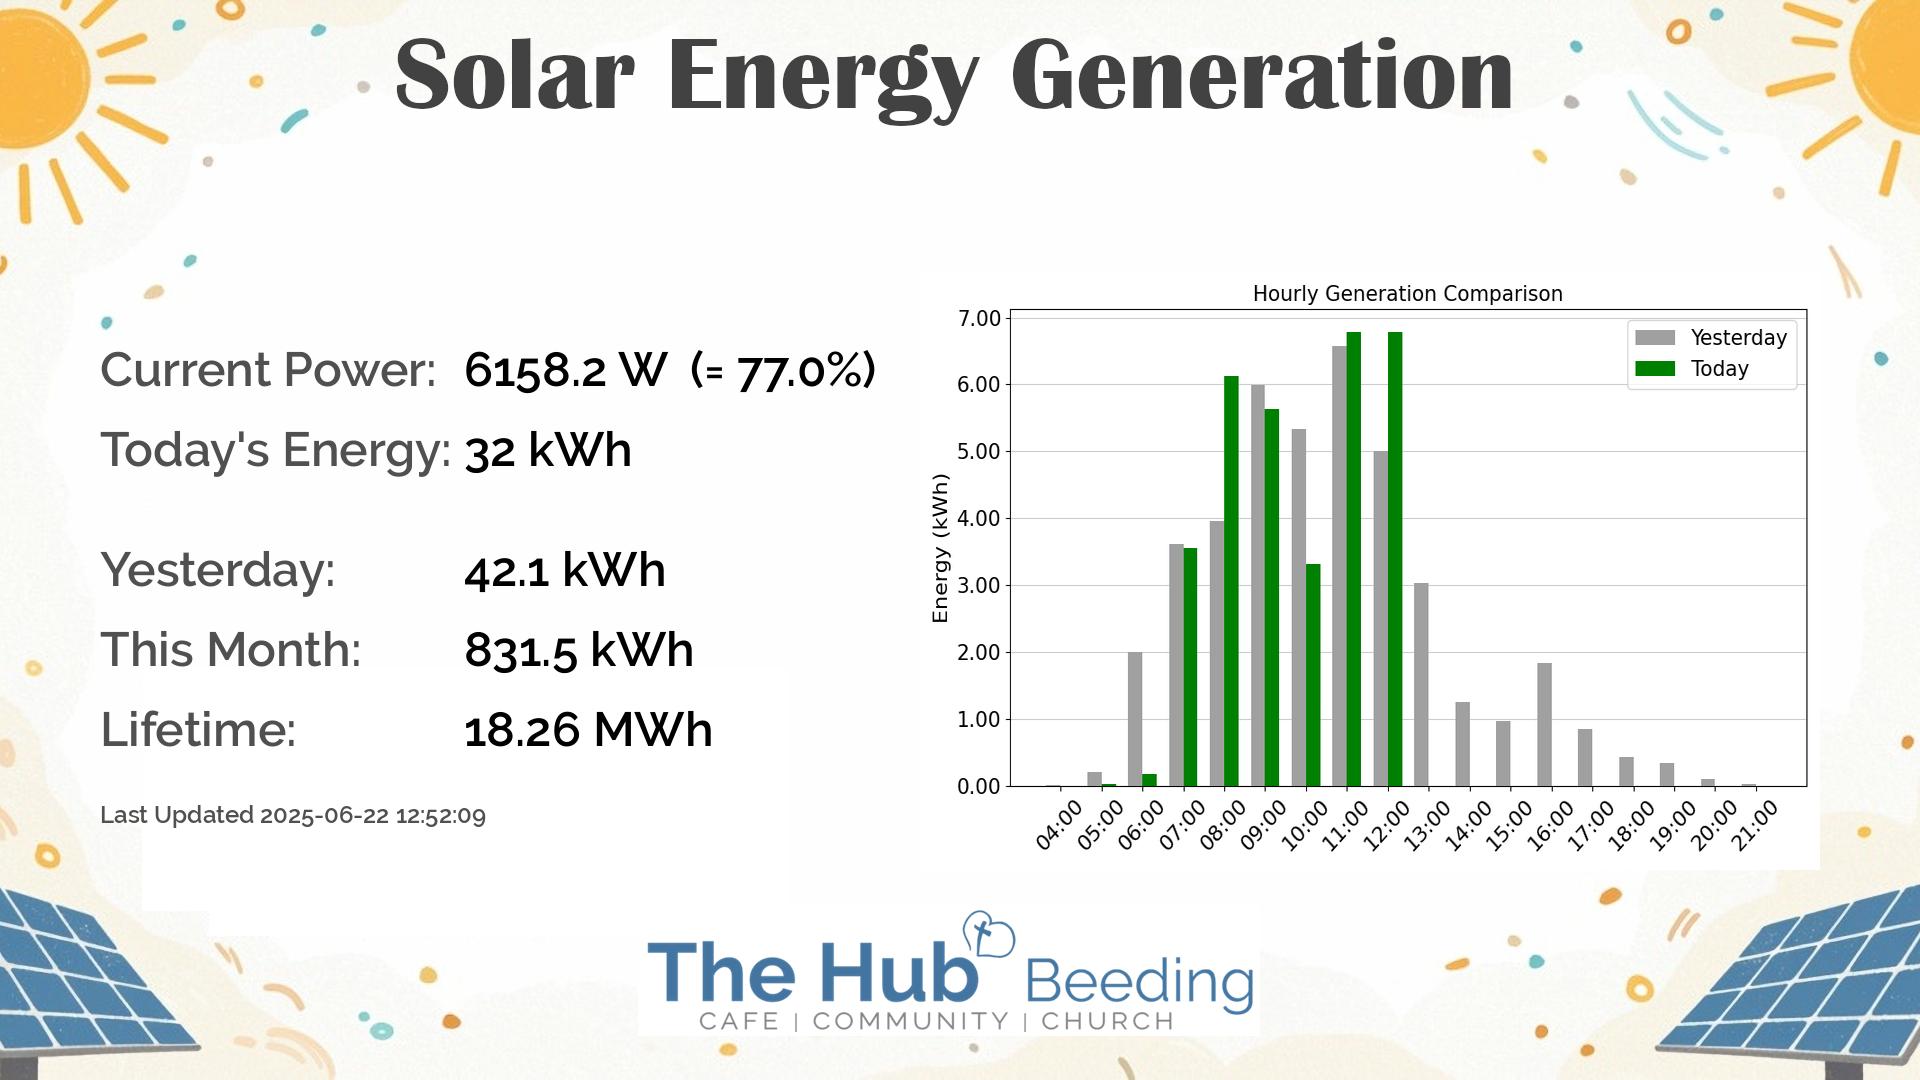 Solar Energy Generation
Current Power: 6158.2 W (= 77.0%)
Today's Energy: 32 kWh
Yesterday: 42.1 kWh
This Month: 831.5 kWh
Lifetime: 18.26 MWh
Last Updated 2025-06-22 12:52:09
Hourly Generation Comparison
Yesterday
Today
Energy (kWh)
7.00
6.00
5.00
4.00
3.00
2.00
1.00
0.00
04:00 05:00 06:00 07:00 08:00 09:00 10:00 11:00 12:00 13:00 14:00 15:00 16:00 17:00 18:00 19:00 20:00 21:00
The Hub Beeding
CAFE | COMMUNITY | CHURCH